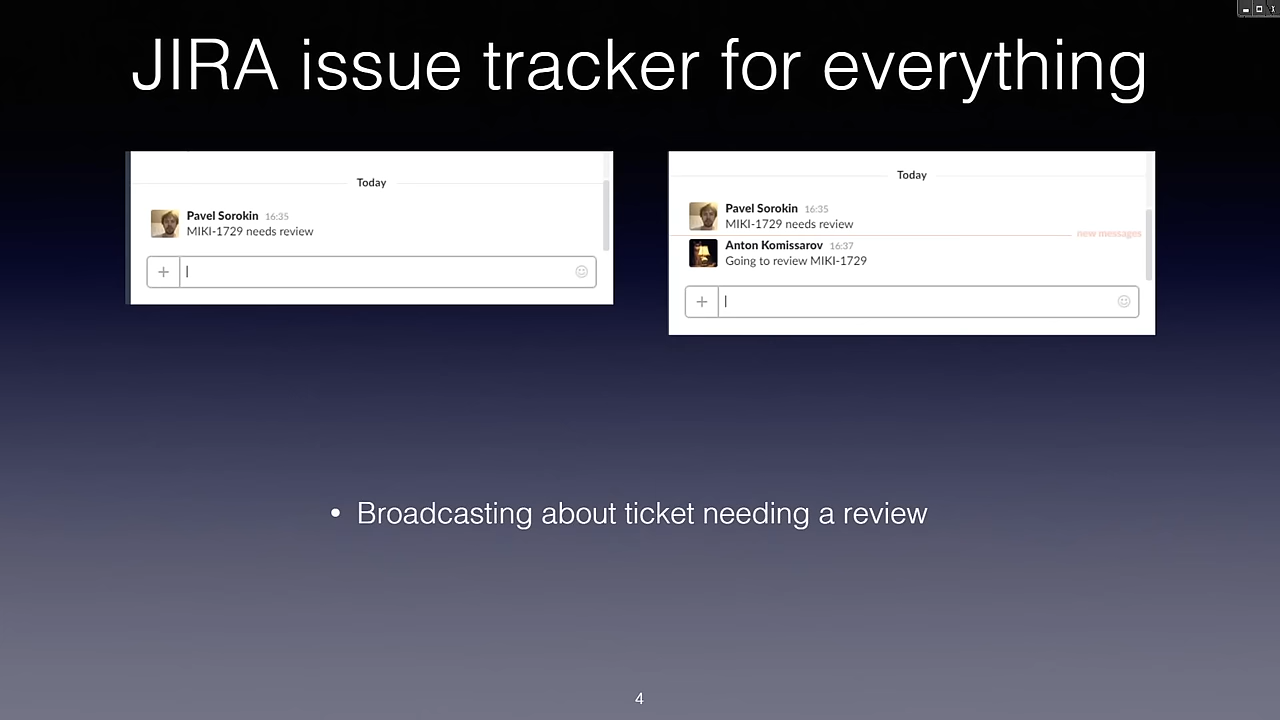 JIRA issue tracker for everything
Today
Pavel Sorokin 16:35
MIKI-1729 needs review
Today
Pavel Sorokin 16:35
MIKI-1729 needs review
new messages
Anton Komissarov 16:37
Going to review MIKI-1729
• Broadcasting about ticket needing a review
4